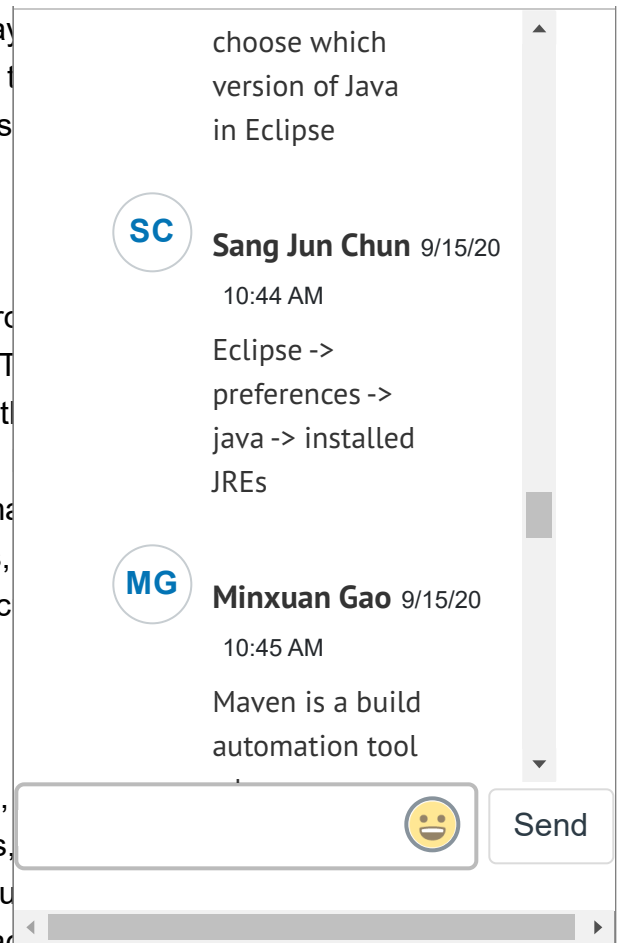 choose which
version of Java
in Eclipse
SC
Sang Jun Chun 9/15/20
10:44 AM
Eclipse ->
preferences ->
java -> installed
JREs
MG
Minxuan Gao 9/15/20
10:45 AM
Maven is a build
automation tool
Send